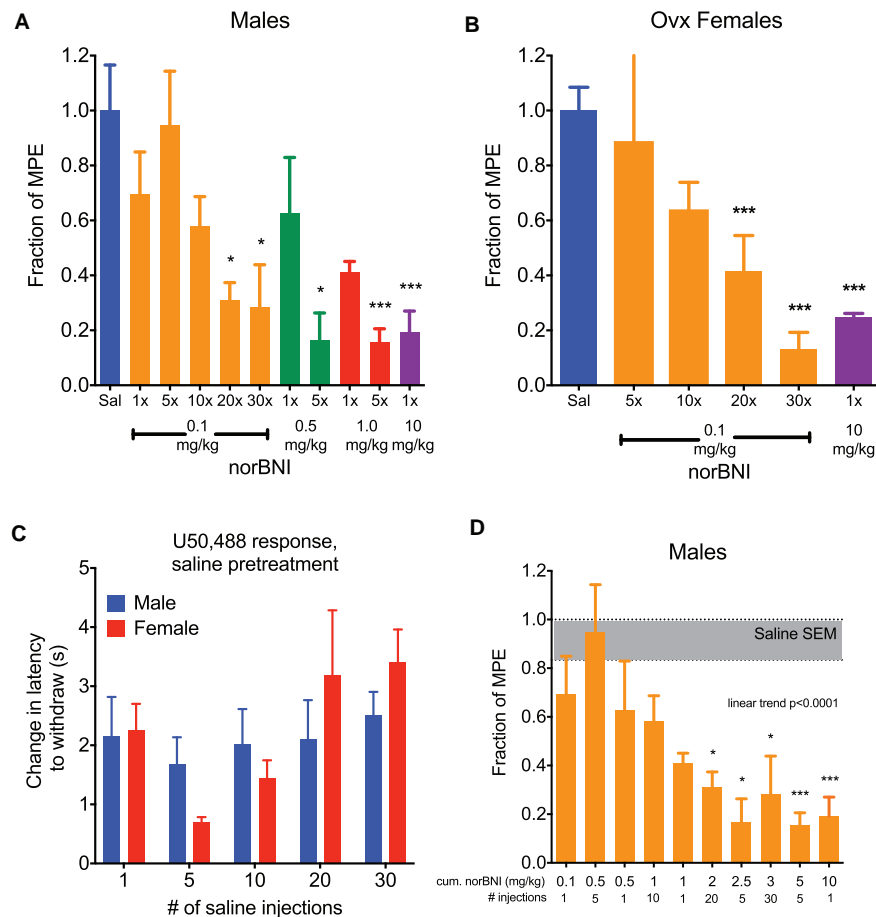 A
Males
1.2
1.0
0.8
0.6
0.4
0.2
0.0
Fraction of MPE
* * * *** ***
Sal 1x 5x 10x 20x 30x 1x 5x 1x 5x 1x
0.1 0.5 1.0 10
mg/kg mg/kg mg/kg mg/kg
norBNI
B
Ovx Females
1.2
1.0
0.8
0.6
0.4
0.2
0.0
Fraction of MPE
*** *** ***
Sal 5x 10x 20x 30x 1x
0.1 10
mg/kg mg/kg
norBNI
C
U50,488 response,
saline pretreatment
5
4
3
2
1
0
Change in latency
to withdraw (s)
Male
Female
1 5 10 20 30
# of saline injections
D
Males
1.2
1.0
0.8
0.6
0.4
0.2
0.0
Fraction of MPE
Saline SEM
linear trend p<0.0001
* * * *** ***
cum. norBNI (mg/kg) 0.1 0.5 0.5 1 1 2 2.5 3 5 10
# injections 1 5 1 10 1 20 5 30 5 1